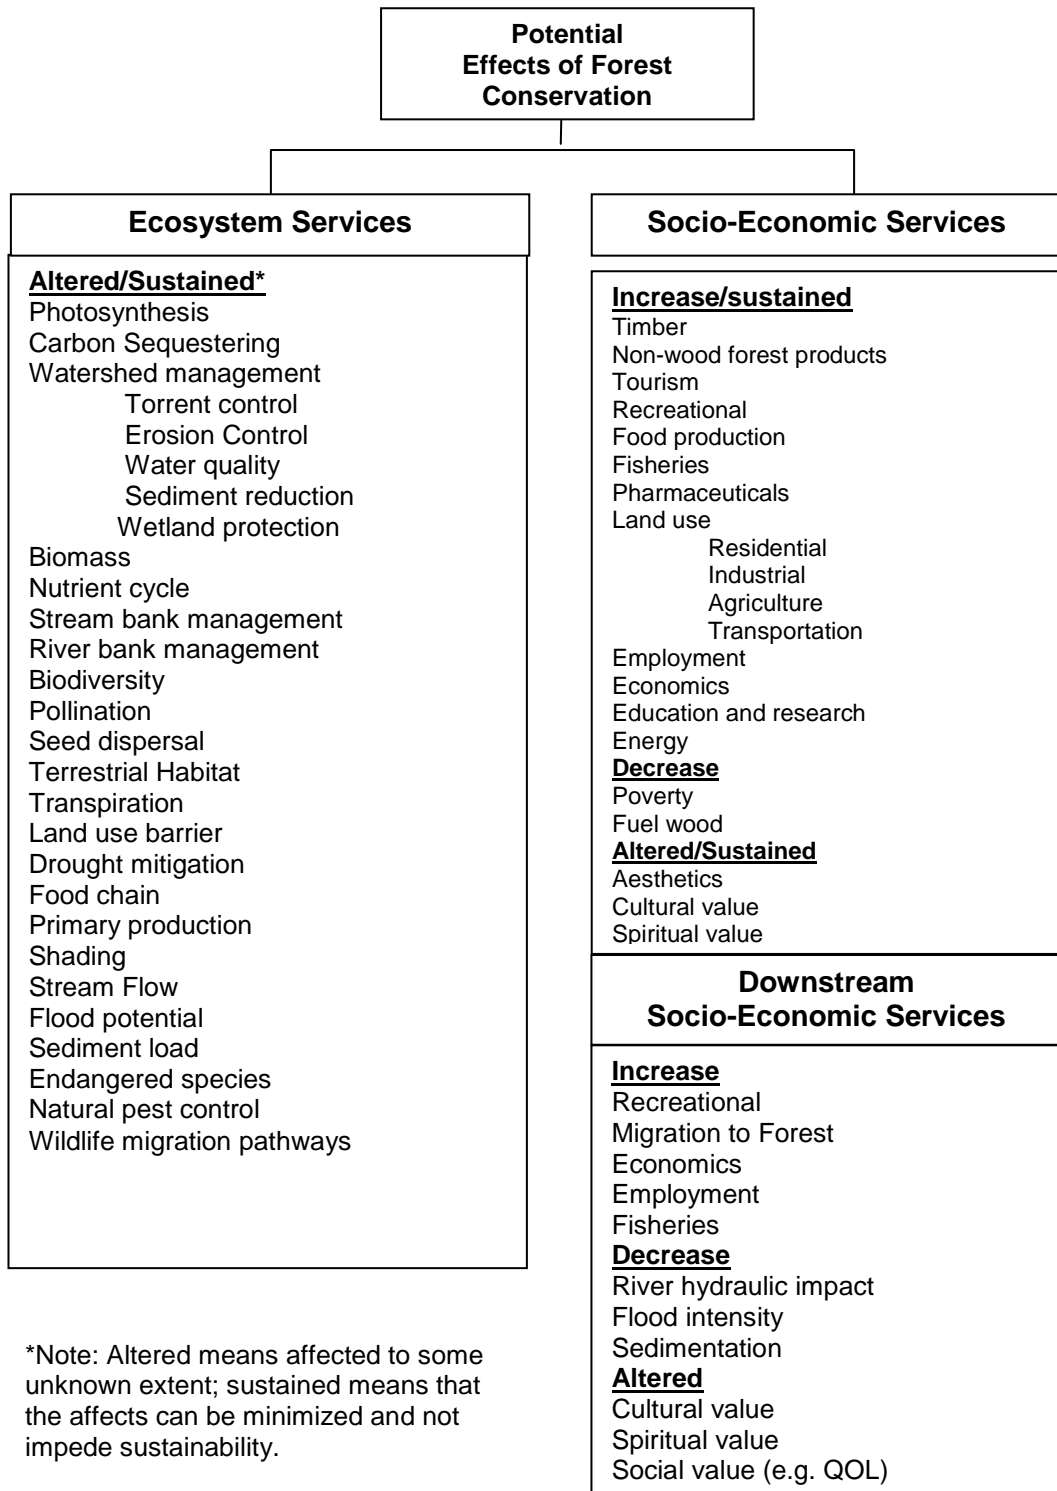 Potential
Effects of Forest
Conservation
Ecosystem Services
Altered/Sustained*
Photosynthesis
Carbon Sequestering
Watershed management
Torrent control
Erosion Control
Water quality
Sediment reduction
Wetland protection
Biomass
Nutrient cycle
Stream bank management
River bank management
Biodiversity
Pollination
Seed dispersal
Terrestrial Habitat
Transpiration
Land use barrier
Drought mitigation
Food chain
Primary production
Shading
Stream Flow
Flood potential
Sediment load
Endangered species
Natural pest control
Wildlife migration pathways
*Note: Altered means affected to some
unknown extent; sustained means that
the affects can be minimized and not
impede sustainability.
Socio-Economic Services
Increase/sustained
Timber
Non-wood forest products
Tourism
Recreational
Food production
Fisheries
Pharmaceuticals
Land use
Residential
Industrial
Agriculture
Transportation
Employment
Economics
Education and research
Energy
Decrease
Poverty
Fuel wood
Altered/Sustained
Aesthetics
Cultural value
Spiritual value
Downstream
Socio-Economic Services
Increase
Recreational
Migration to Forest
Economics
Employment
Fisheries
Decrease
River hydraulic impact
Flood intensity
Sedimentation
Altered
Cultural value
Spiritual value
Social value (e.g. QOL)